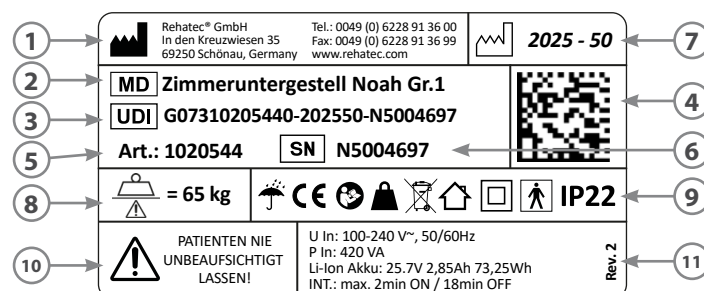 1
Rehatec® GmbH
In den Kreuzwiesen 35
69250 Schönau, Germany
Tel.: 0049 (0) 6228 91 36 00
Fax: 0049 (0) 6228 91 36 99
www.rehatec.com
2025 - 50
7
2
MD Zimmeruntergestell Noah Gr.1
3
UDI G07310205440-202550-N5004697
4
5
Art.: 1020544
SN N5004697
6
8
= 65 kg
CE
IP22
9
10
PATIENTEN NIE
UNBEAUFSICHTIGT
LASSEN!
U In: 100-240 V~, 50/60Hz
P In: 420 VA
Li-Ion Akku: 25.7V 2,85Ah 73,25Wh
INT.: max. 2min ON / 18min OFF
Rev. 2
11